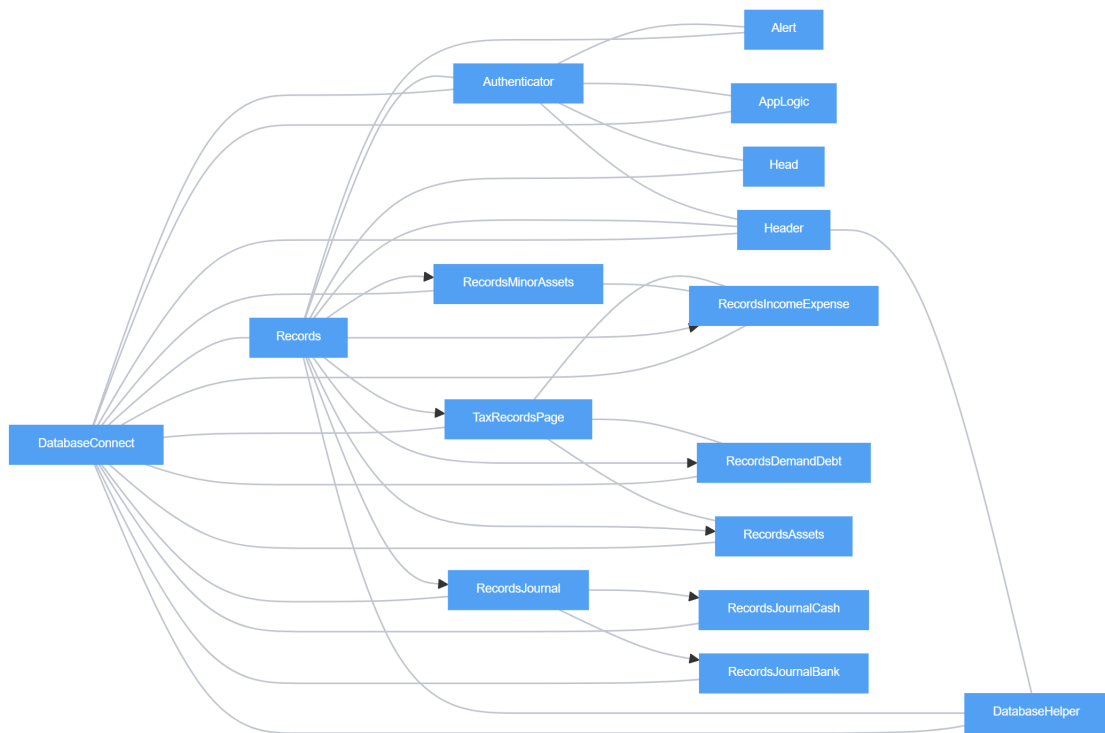 Alert
Authenticator
AppLogic
Head
Header
RecordsMinorAssets
RecordsIncomeExpense
Records
TaxRecordsPage
DatabaseConnect
RecordsDemandDebt
RecordsAssets
RecordsJournal
RecordsJournalCash
RecordsJournalBank
DatabaseHelper